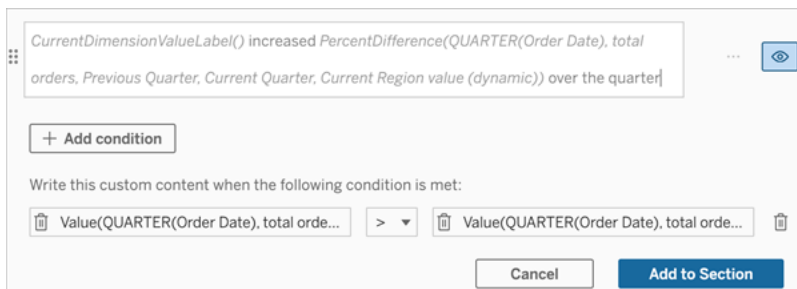 CurrentDimensionValueLabel() increased PercentDifference(QUARTER(Order Date), total
orders, Previous Quarter, Current Quarter, Current Region value (dynamic)) over the quarter
+ Add condition
Write this custom content when the following condition is met:
Value(QUARTER(Order Date), total orde... > Value(QUARTER(Order Date), total orde...
Cancel Add to Section